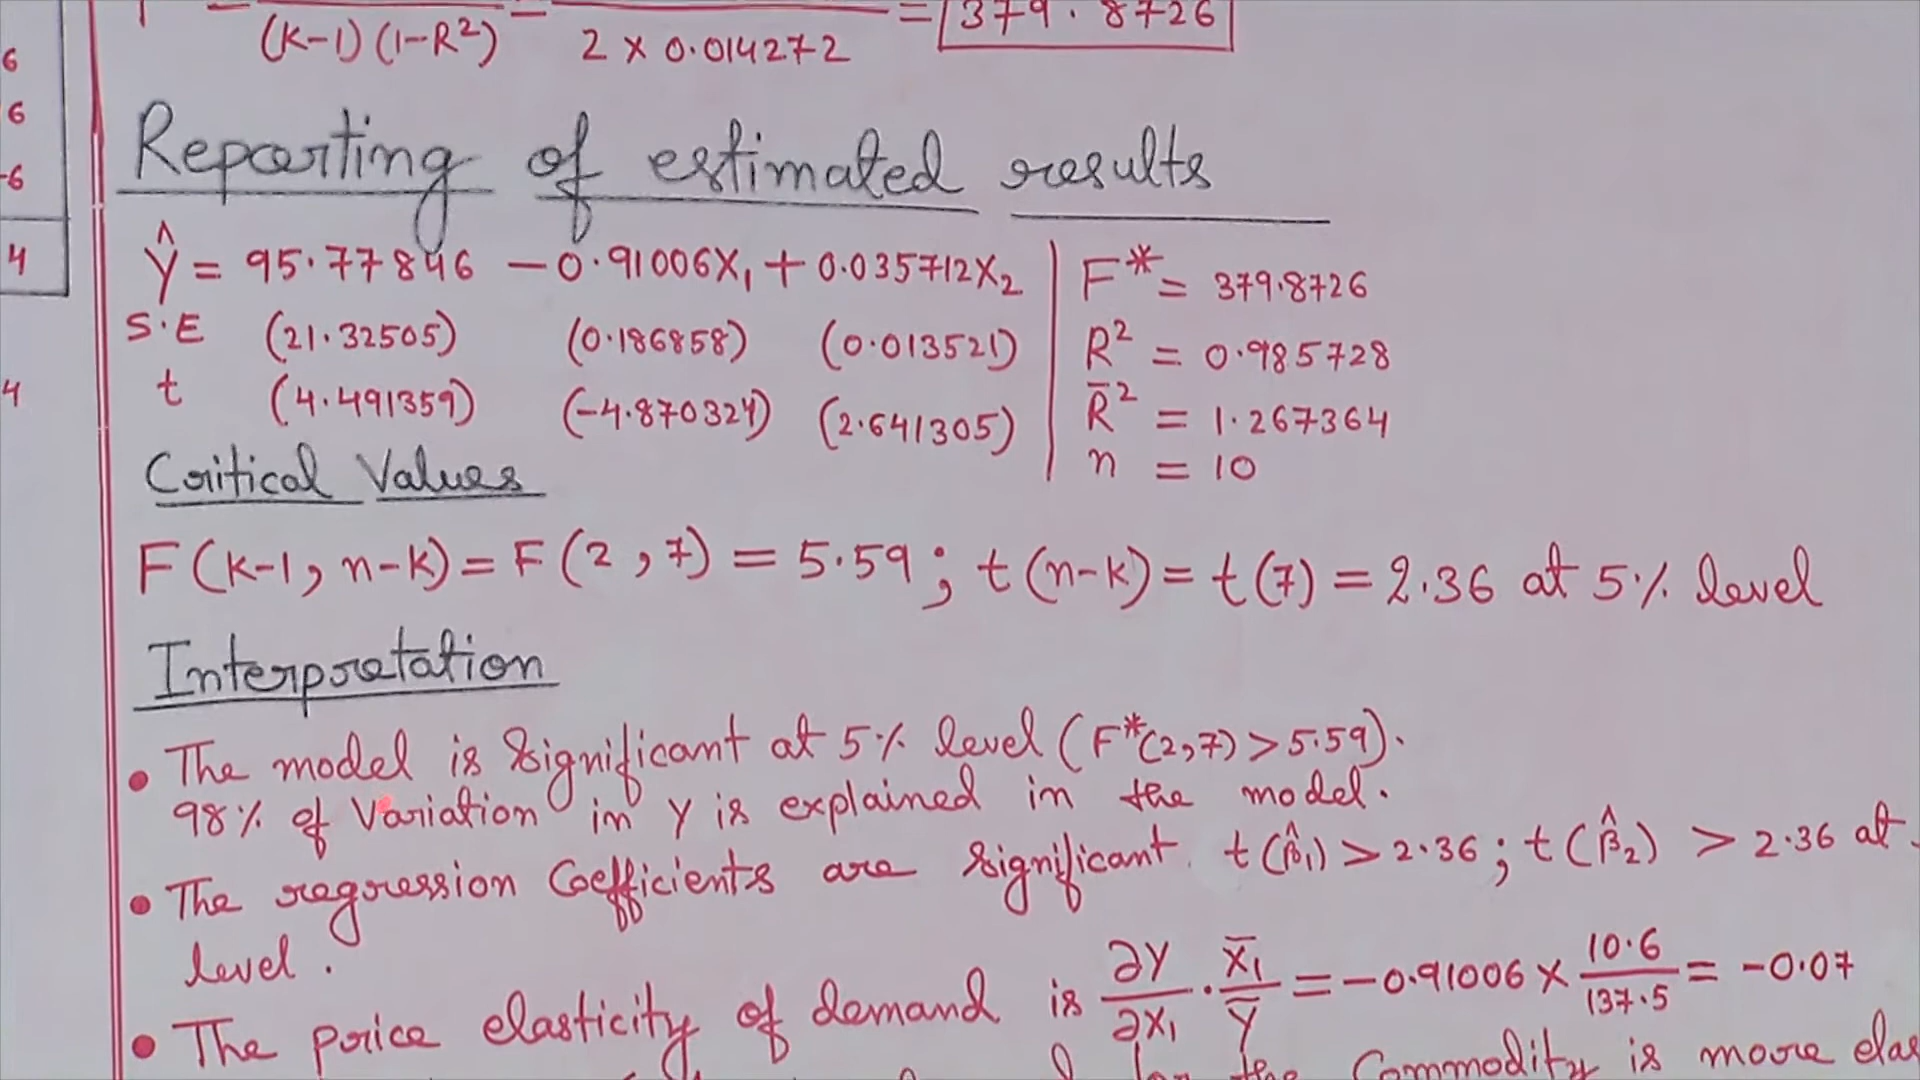 (K-1) (1-R²) 2 × 0.014272 = 379.8726
6
6
-6
4
4
Reporting of estimated results
Ŷ = 95.77846 - 0.91006X₁ + 0.035712X₂
S.E (21.32505) (0.186858) (0.013521)
t (4.491359) (-4.870324) (2.641305)
F* = 379.8726
R² = 0.985728
R̄² = 1.267364
n = 10
Critical Values
F(K-1, n-K) = F(2, 7) = 5.59; t(n-K) = t(7) = 2.36 at 5% level
Interpretation
• The model is significant at 5% level (F*(2,7) > 5.59).
98% of Variation in Y is explained in the model.
• The regression Coefficients are significant. t(β̂₁) > 2.36; t(β̂₂) > 2.36 at
level.
• The price elasticity of demand is ∂Y/∂X₁ · X̄₁/Ȳ = -0.91006 × 10.6/137.5 = -0.07
the Commodity is more elas